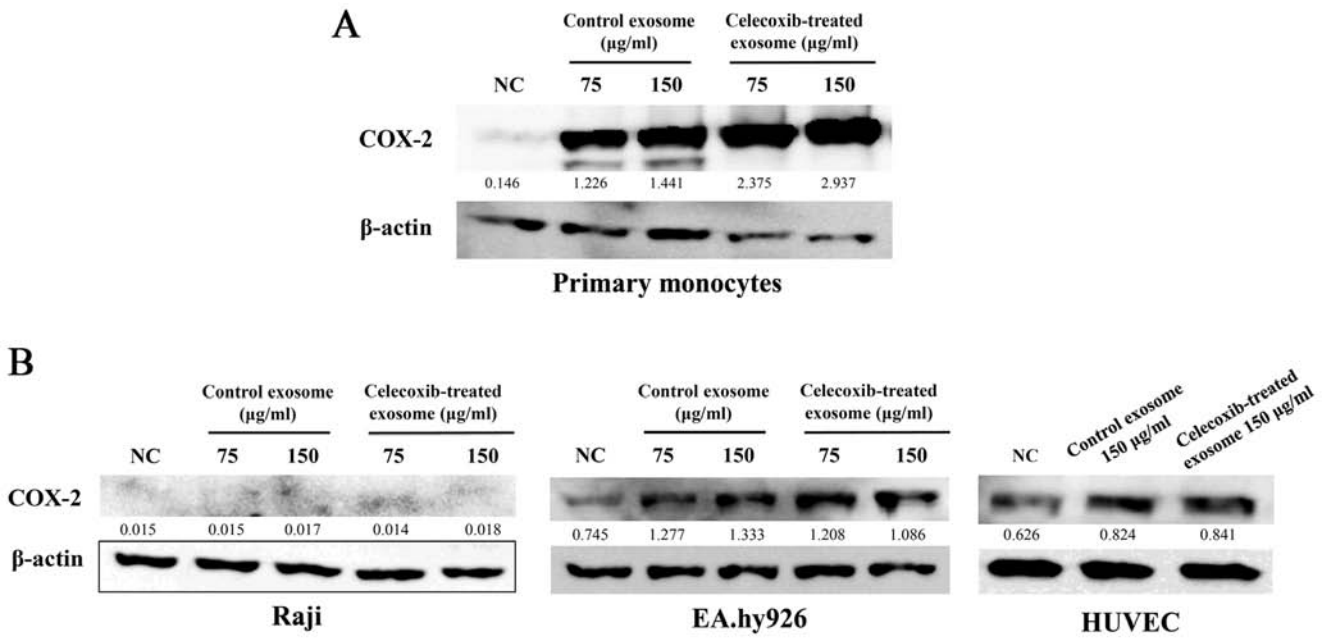 A
Control exosome
(μg/ml)
Celecoxib-treated
exosome (μg/ml)
NC 75 150 75 150
COX-2
0.146 1.226 1.441 2.375 2.937
β-actin
Primary monocytes
B
Control exosome
(μg/ml)
Celecoxib-treated
exosome (μg/ml)
NC 75 150 75 150
COX-2
0.015 0.015 0.017 0.014 0.018
β-actin
Raji
Control exosome
(μg/ml)
Celecoxib-treated
exosome (μg/ml)
NC 75 150 75 150
0.745 1.277 1.333 1.208 1.086
EA.hy926
NC
Control exosome
150 μg/ml
Celecoxib-treated
exosome 150 μg/ml
0.626 0.824 0.841
HUVEC